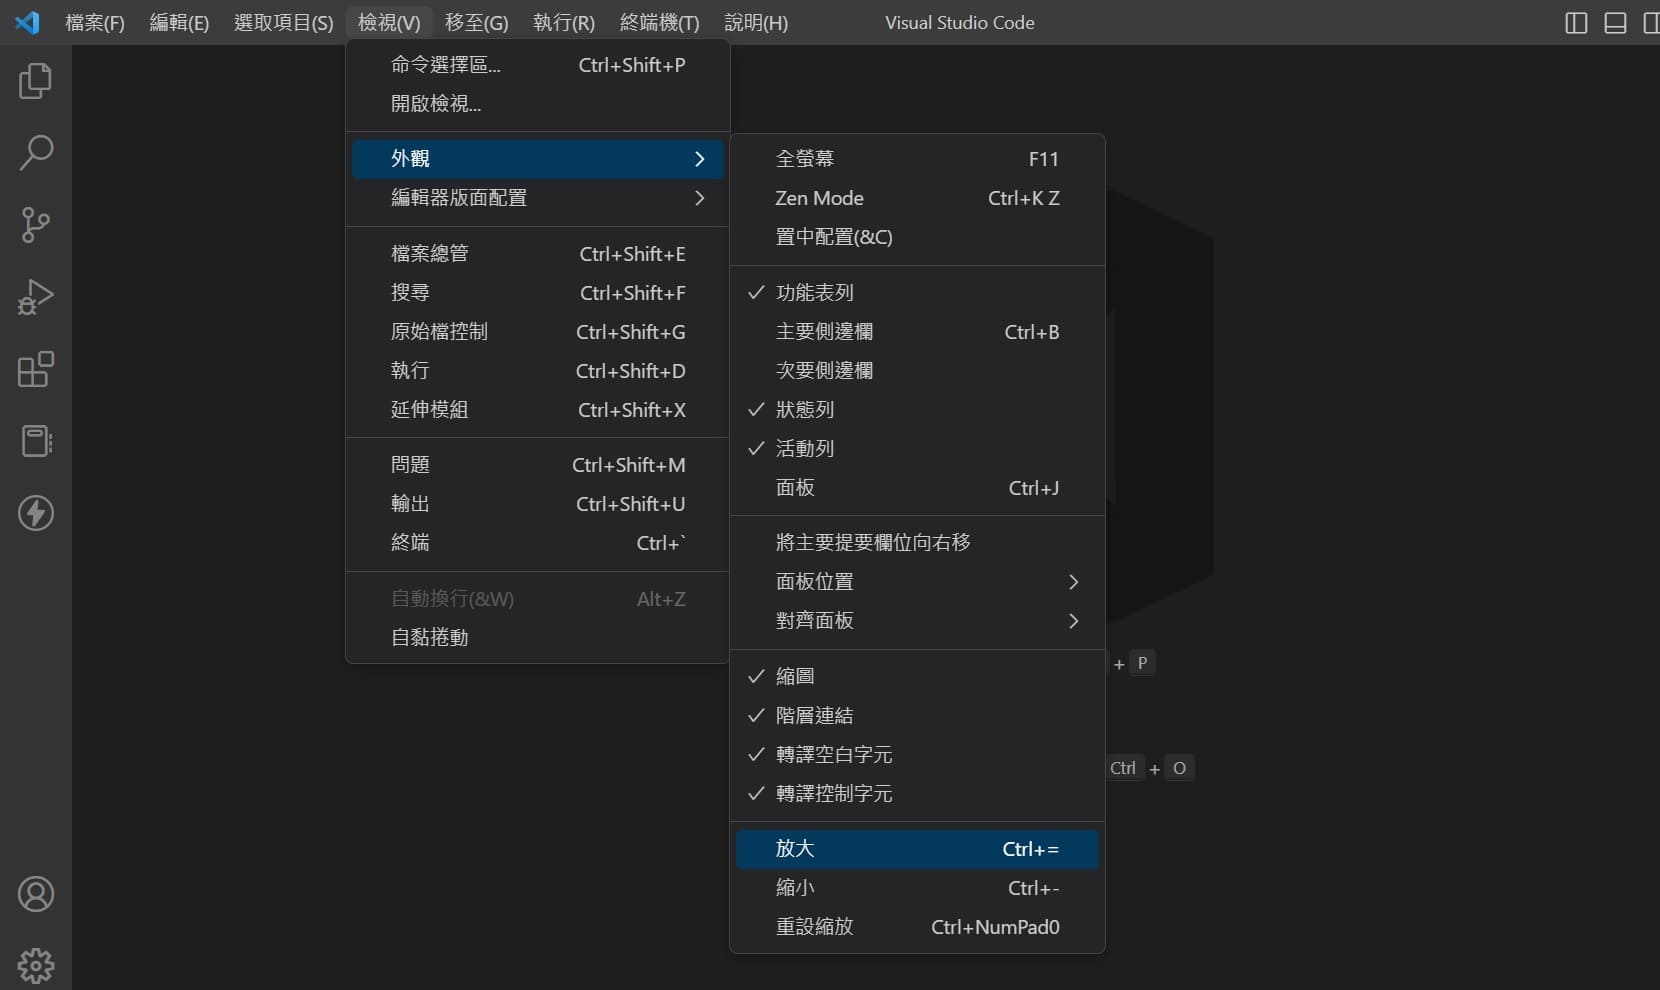 檔案(F) 編輯(E) 選取項目(S) 檢視(V) 移至(G) 執行(R) 終端機(T) 說明(H) Visual Studio Code
命令選擇區... Ctrl+Shift+P
開啟檢視...
外觀
編輯器版面配置
檔案總管 Ctrl+Shift+E
搜尋 Ctrl+Shift+F
原始檔控制 Ctrl+Shift+G
執行 Ctrl+Shift+D
延伸模組 Ctrl+Shift+X
問題 Ctrl+Shift+M
輸出 Ctrl+Shift+U
終端 Ctrl+`
自動換行(&W) Alt+Z
自黏捲動
全螢幕 F11
Zen Mode Ctrl+K Z
置中配置(&C)
功能表列
主要側邊欄 Ctrl+B
次要側邊欄
狀態列
活動列
面板 Ctrl+J
將主要提要欄位向右移
面板位置
對齊面板
縮圖
階層連結
轉譯空白字元
轉譯控制字元
放大 Ctrl+=
縮小 Ctrl+-
重設縮放 Ctrl+NumPad0
+ P
Ctrl + O